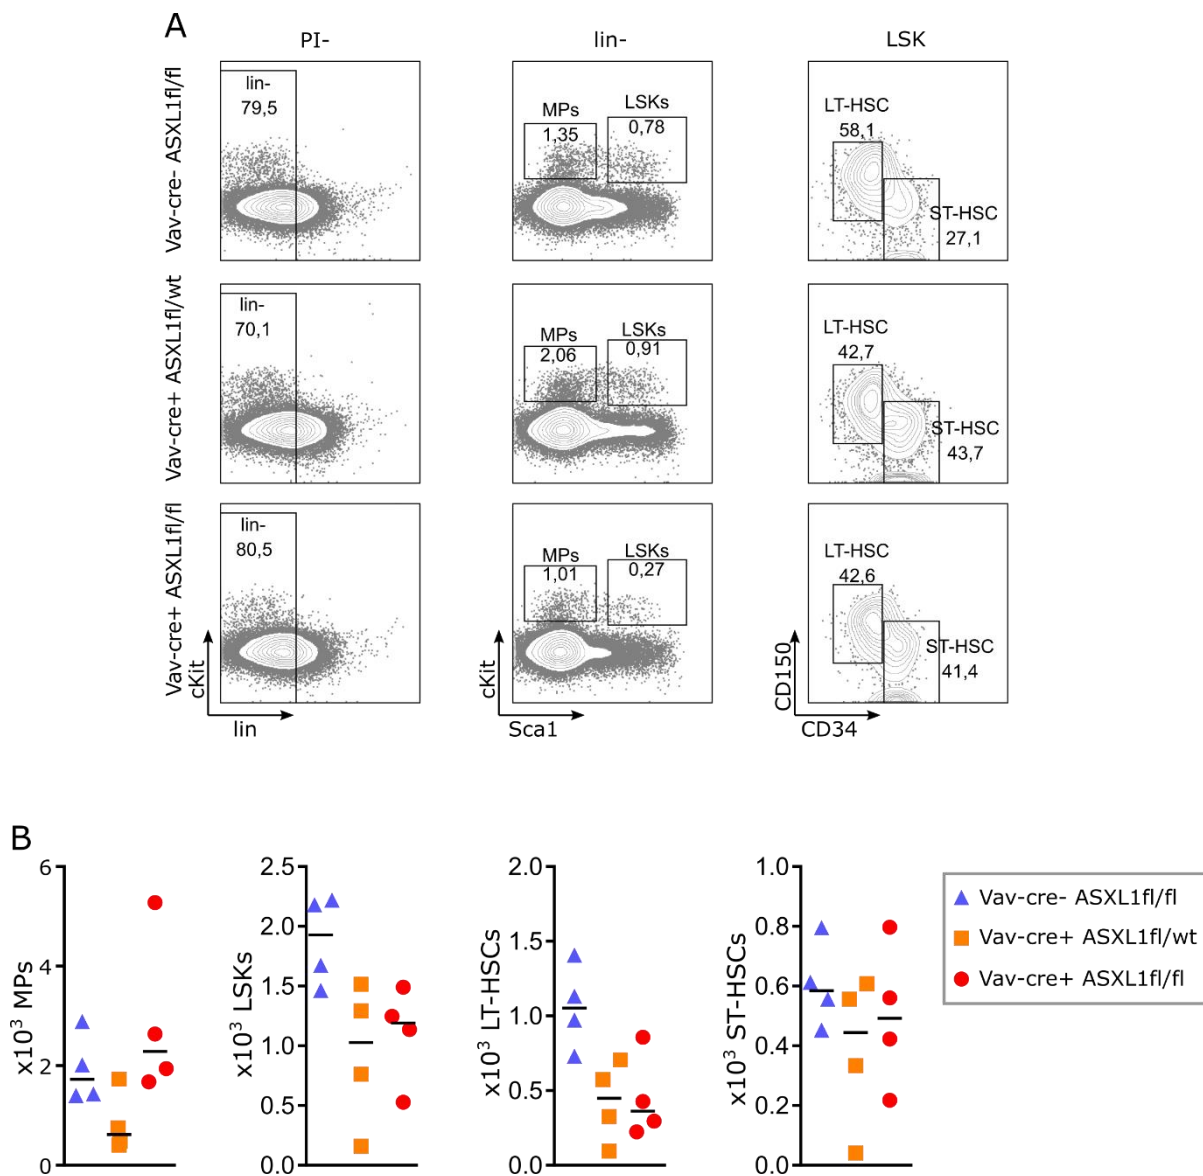 A
PI-
lin-
LSK
Vav-cre- ASXL1fl/fl
lin-
79,5
MPs
1,35
LSKs
0,78
LT-HSC
58,1
ST-HSC
27,1
Vav-cre+ ASXL1fl/wt
lin-
70,1
MPs
2,06
LSKs
0,91
LT-HSC
42,7
ST-HSC
43,7
Vav-cre+ ASXL1fl/fl
lin-
80,5
MPs
1,01
LSKs
0,27
LT-HSC
42,6
ST-HSC
41,4
cKit
lin
cKit
Sca1
CD150
CD34
B
x10³ MPs
6
4
2
0
x10³ LSKs
2.5
2.0
1.5
1.0
0.5
0.0
x10³ LT-HSCs
2.0
1.5
1.0
0.5
0.0
x10³ ST-HSCs
1.0
0.8
0.6
0.4
0.2
0.0
Vav-cre- ASXL1fl/fl
Vav-cre+ ASXL1fl/wt
Vav-cre+ ASXL1fl/fl